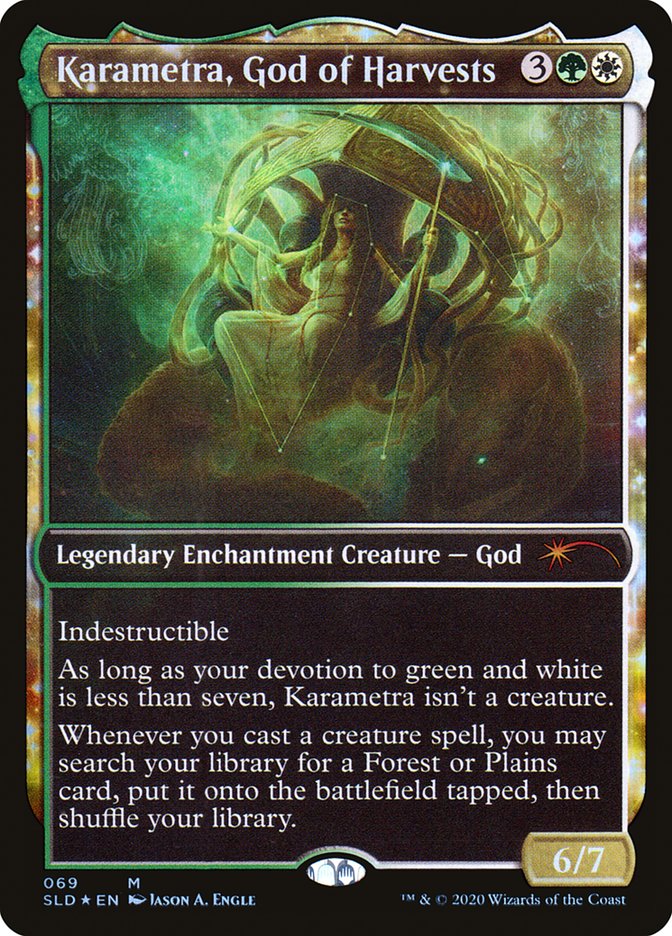 Karametra, God of Harvests 3
Legendary Enchantment Creature — God
Indestructible
As long as your devotion to green and white
is less than seven, Karametra isn't a creature.
Whenever you cast a creature spell, you may
search your library for a Forest or Plains
card, put it onto the battlefield tapped, then
shuffle your library.
6/7
069 M
SLD ★ EN Jason A. Engle
™ & © 2020 Wizards of the Coast